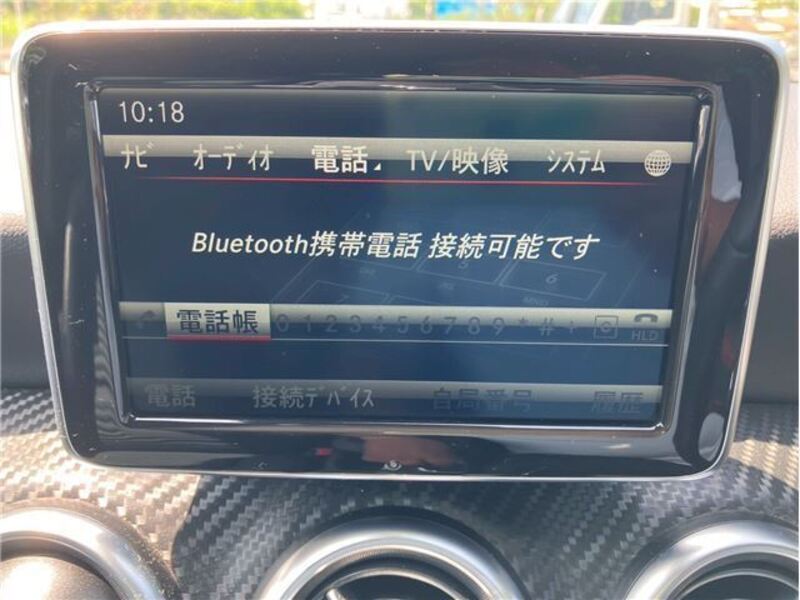 10:18
ﾅﾋﾞ ｵｰﾃﾞｨｵ 電話 TV/映像 ｼｽﾃﾑ
Bluetooth携帯電話 接続可能です
電話帳 0 1 2 3 4 5 6 7 8 9 * # + HLD
電話 接続ﾃﾞﾊﾞｲｽ 自局番号 履歴